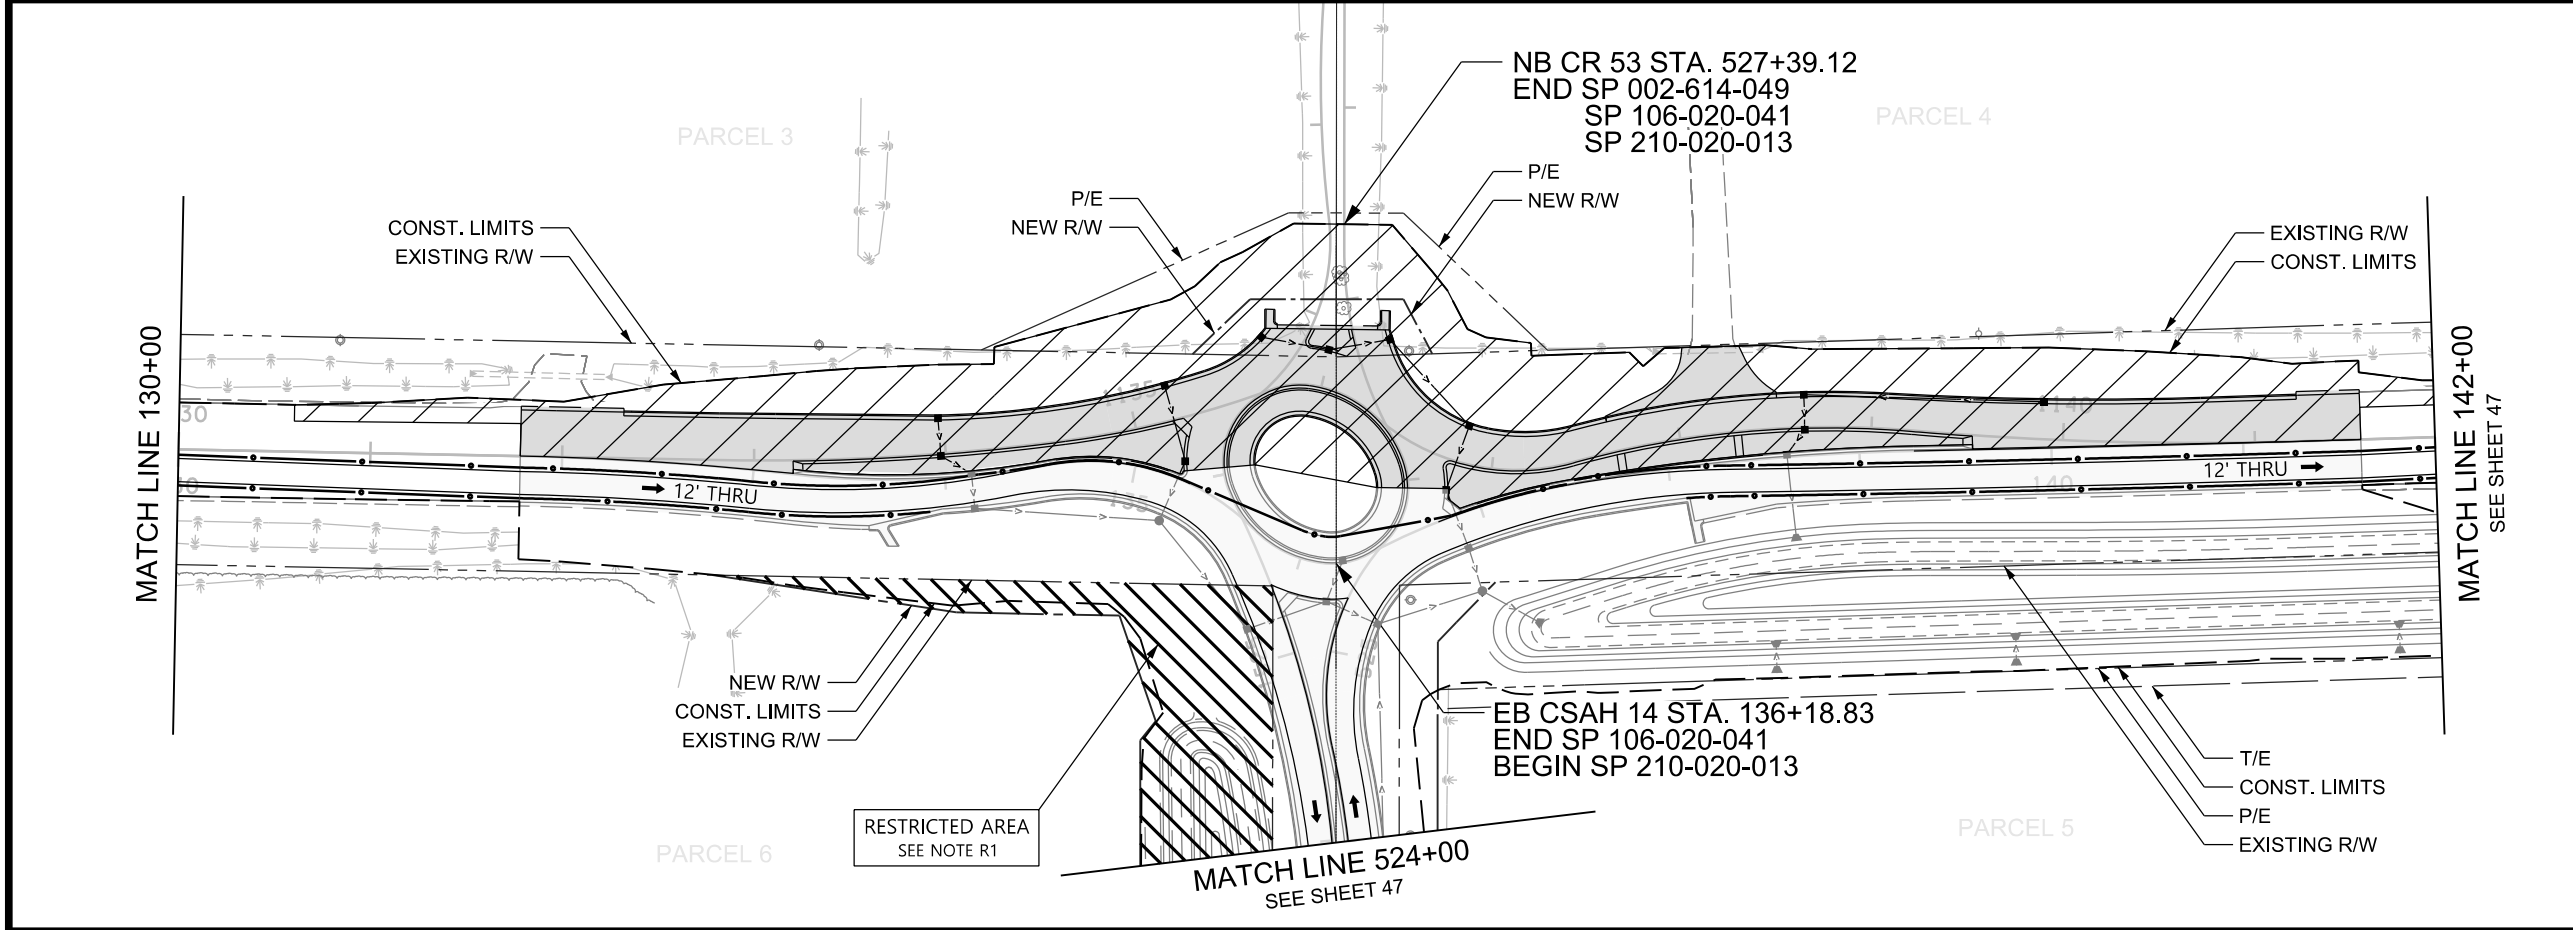 NB CR 53 STA. 527+39.12
END SP 002-614-049
SP 106-020-041
SP 210-020-013
PARCEL 3
PARCEL 4
P/E
NEW R/W
P/E
NEW R/W
CONST. LIMITS
EXISTING R/W
EXISTING R/W
CONST. LIMITS
MATCH LINE 130+00
MATCH LINE 142+00
SEE SHEET 47
30
1135
1140
12' THRU
12' THRU
140
NEW R/W
CONST. LIMITS
EXISTING R/W
EB CSAH 14 STA. 136+18.83
END SP 106-020-041
BEGIN SP 210-020-013
T/E
CONST. LIMITS
P/E
EXISTING R/W
RESTRICTED AREA
SEE NOTE R1
PARCEL 6
PARCEL 5
MATCH LINE 524+00
SEE SHEET 47